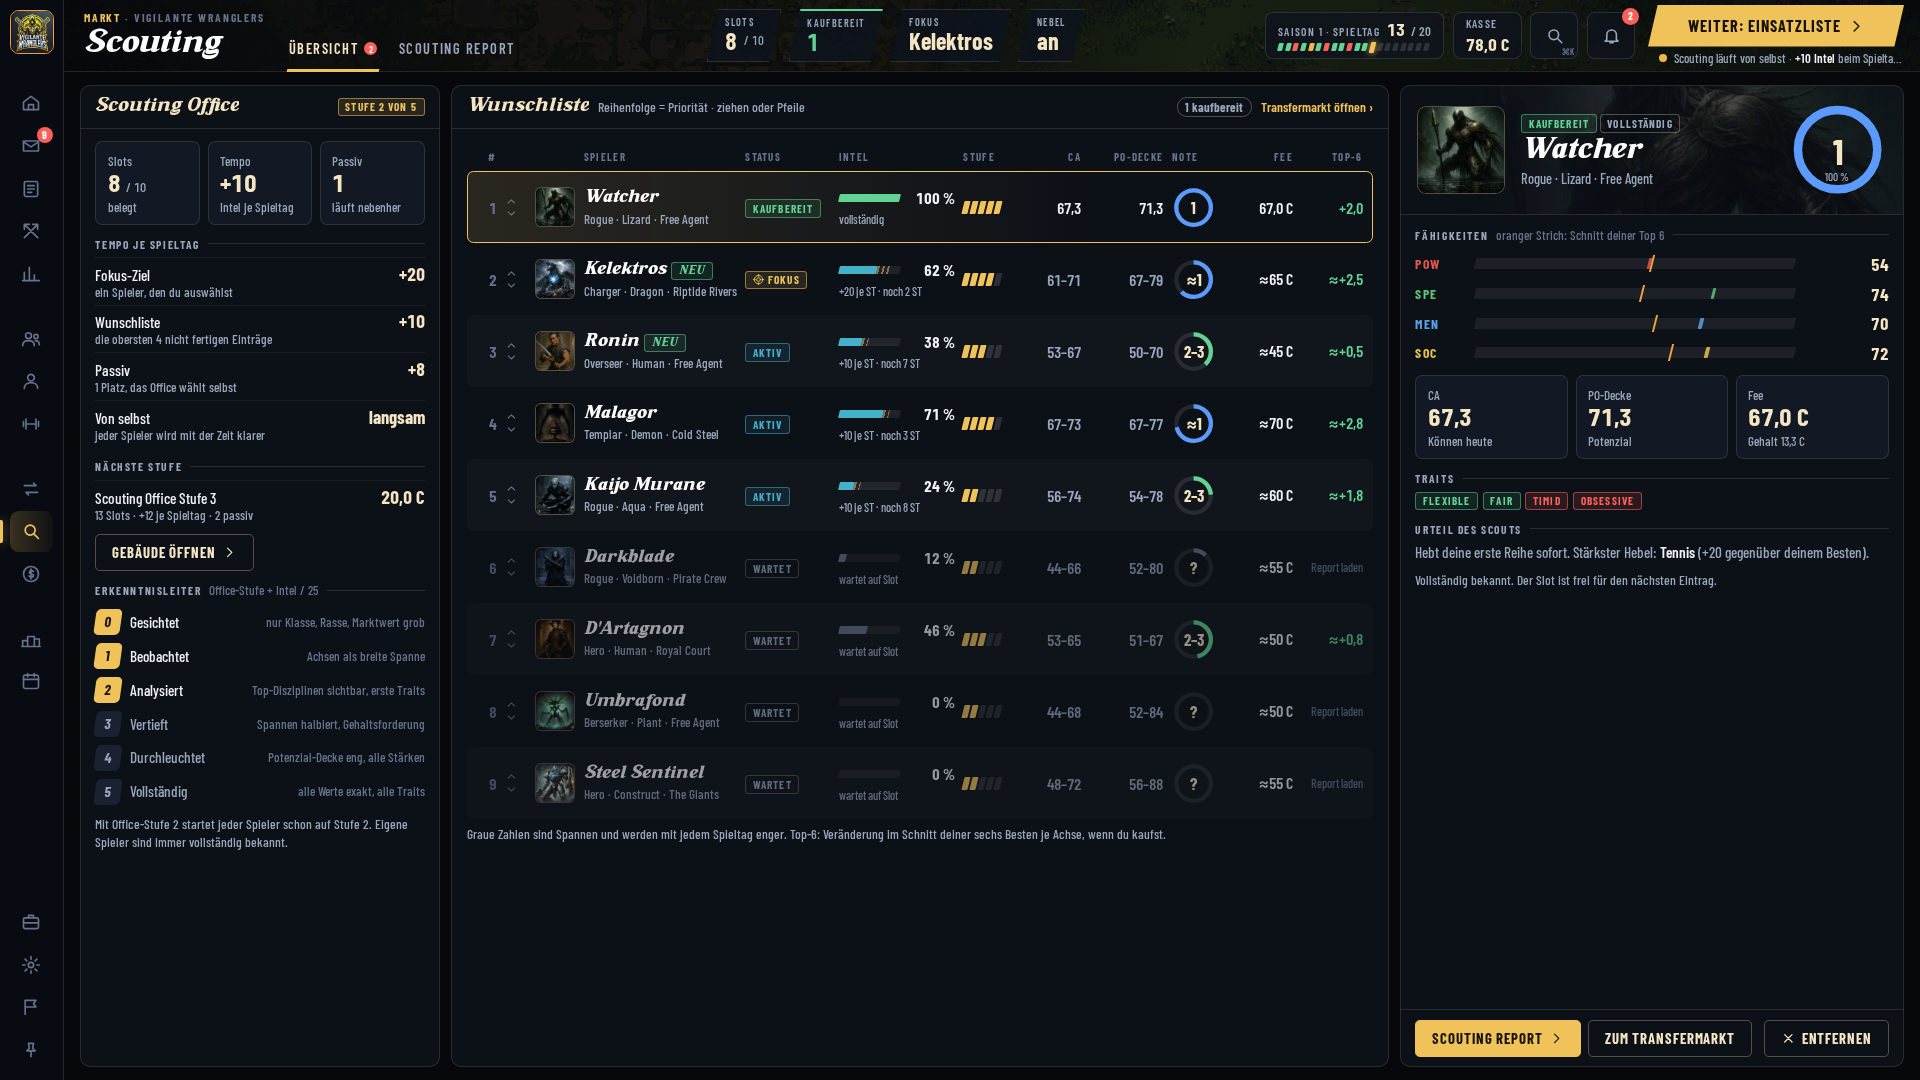 MARKT · VIGILANTE WRANGLERS
Scouting
ÜBERSICHT 2
SCOUTING REPORT
SLOTS
8 / 10
KAUFBEREIT
1
FOKUS
Kelektros
NEBEL
an
SAISON 1 · SPIELTAG 13 / 20
KASSE
78,0 C
⌘K
2
WEITER: EINSATZLISTE
Scouting läuft von selbst · +10 Intel beim Spielta…
9
Scouting Office
STUFE 2 VON 5
Slots
8 / 10
belegt
Tempo
+10
Intel je Spieltag
Passiv
1
läuft nebenher
TEMPO JE SPIELTAG
Fokus-Ziel +20
ein Spieler, den du auswählst
Wunschliste +10
die obersten 4 nicht fertigen Einträge
Passiv +8
1 Platz, das Office wählt selbst
Von selbst langsam
jeder Spieler wird mit der Zeit klarer
NÄCHSTE STUFE
Scouting Office Stufe 3 20,0 C
13 Slots · +12 je Spieltag · 2 passiv
GEBÄUDE ÖFFNEN
ERKENNTNISLEITER Office-Stufe + Intel / 25
0 Gesichtet nur Klasse, Rasse, Marktwert grob
1 Beobachtet Achsen als breite Spanne
2 Analysiert Top-Disziplinen sichtbar, erste Traits
3 Vertieft Spannen halbiert, Gehaltsforderung
4 Durchleuchtet Potenzial-Decke eng, alle Stärken
5 Vollständig alle Werte exakt, alle Traits
Mit Office-Stufe 2 startet jeder Spieler schon auf Stufe 2. Eigene
Spieler sind immer vollständig bekannt.
Wunschliste Reihenfolge = Priorität · ziehen oder Pfeile
1 kaufbereit
Transfermarkt öffnen ›
# SPIELER STATUS INTEL STUFE CA PO-DECKE NOTE FEE TOP-6
1 Watcher KAUFBEREIT 100 % 67,3 71,3 1 67,0 C +2,0
Rogue · Lizard · Free Agent vollständig
2 Kelektros NEU FOKUS 62 % 61–71 67–79 ≈1 ≈65 C ≈+2,5
Charger · Dragon · Riptide Rivers +20 je ST · noch 2 ST
3 Ronin NEU AKTIV 38 % 53–67 50–70 2–3 ≈45 C ≈+0,5
Overseer · Human · Free Agent +10 je ST · noch 7 ST
4 Malagor AKTIV 71 % 67–73 67–77 ≈1 ≈70 C ≈+2,8
Templar · Demon · Cold Steel +10 je ST · noch 3 ST
5 Kaijo Murane AKTIV 24 % 56–74 54–78 2–3 ≈60 C ≈+1,8
Rogue · Aqua · Free Agent +10 je ST · noch 8 ST
6 Darkblade WARTET 12 % 44–66 52–80 ? ≈55 C Report laden
Rogue · Voidborn · Pirate Crew wartet auf Slot
7 D'Artagnon WARTET 46 % 53–65 51–67 2–3 ≈50 C ≈+0,8
Hero · Human · Royal Court wartet auf Slot
8 Umbrafond WARTET 0 % 44–68 52–84 ? ≈50 C Report laden
Berserker · Plant · Free Agent wartet auf Slot
9 Steel Sentinel WARTET 0 % 48–72 56–88 ? ≈55 C Report laden
Hero · Construct · The Giants wartet auf Slot
Graue Zahlen sind Spannen und werden mit jedem Spieltag enger. Top-6: Veränderung im Schnitt deiner sechs Besten je Achse, wenn du kaufst.
KAUFBEREIT VOLLSTÄNDIG
Watcher
Rogue · Lizard · Free Agent
1
100 %
FÄHIGKEITEN oranger Strich: Schnitt deiner Top 6
POW 54
SPE 74
MEN 70
SOC 72
CA
67,3
Können heute
PO-Decke
71,3
Potenzial
Fee
67,0 C
Gehalt 13,3 C
TRAITS
FLEXIBLE FAIR TIMID OBSESSIVE
URTEIL DES SCOUTS
Hebt deine erste Reihe sofort. Stärkster Hebel: Tennis (+20 gegenüber deinem Besten).
Vollständig bekannt. Der Slot ist frei für den nächsten Eintrag.
SCOUTING REPORT
ZUM TRANSFERMARKT
ENTFERNEN